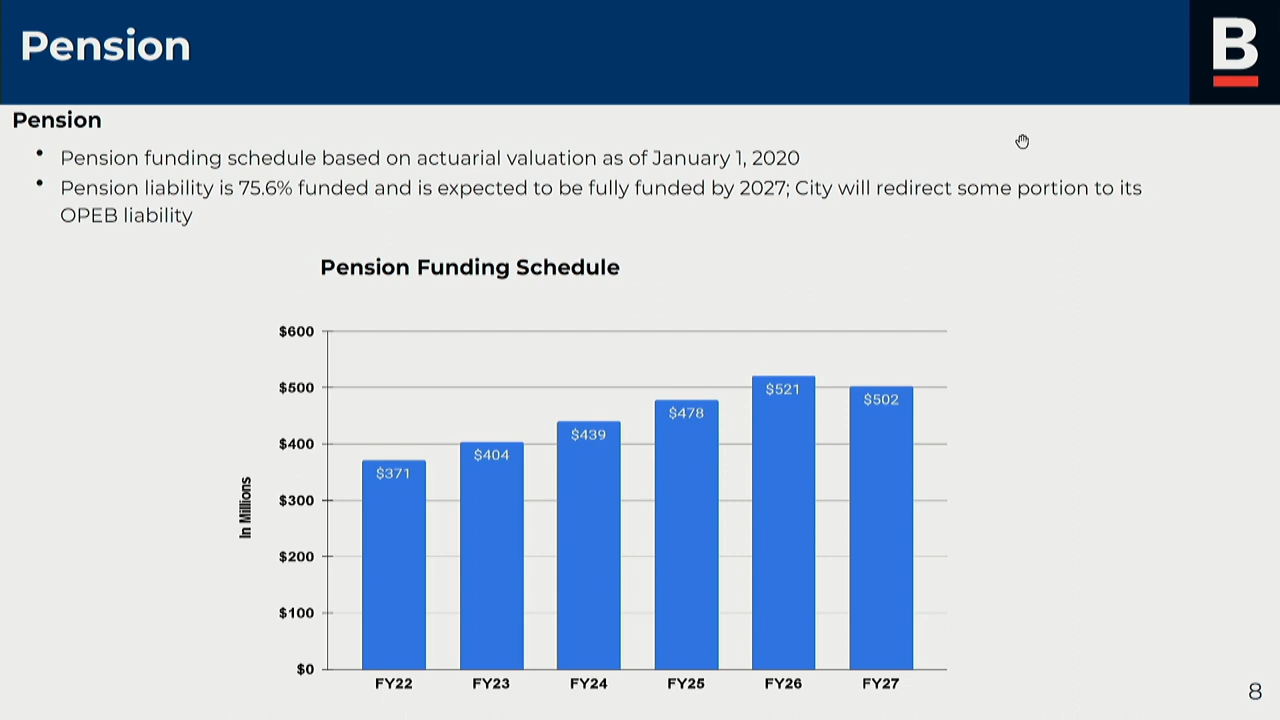 Pension
B
Pension
• Pension funding schedule based on actuarial valuation as of January 1, 2020
• Pension liability is 75.6% funded and is expected to be fully funded by 2027; City will redirect some portion to its
OPEB liability
Pension Funding Schedule
In Millions
$600
$500
$400
$300
$200
$100
$0
$371
$404
$439
$478
$521
$502
FY22
FY23
FY24
FY25
FY26
FY27
8